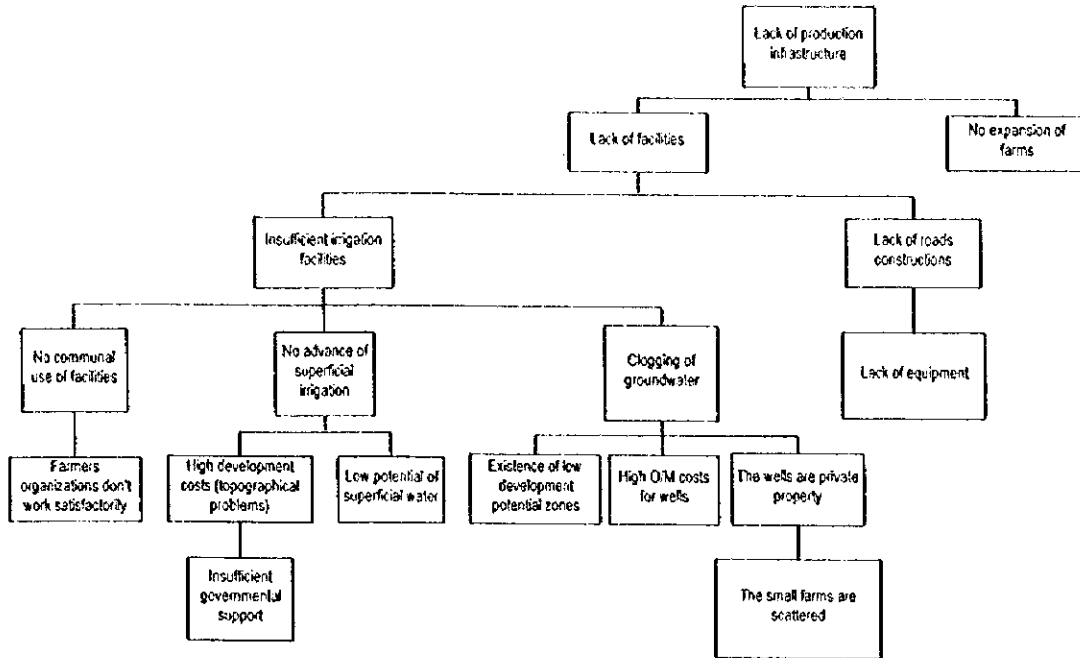 Lack of production
infrastructure
Lack of facilities
No expansion of
farms
Insufficient irrigation
facilities
Lack of roads
constructions
No communal
use of facilities
No advance of
superficial
irrigation
Clogging of
groundwater
Lack of equipment
Farmers
organizations don't
work satisfactority
High development
costs (topographical
problems)
Low potential of
superficial water
Existence of low
development
potential zones
High O/M costs
for wells
The wells are private
property
Insufficient
governmental
support
The small farms are
scattered